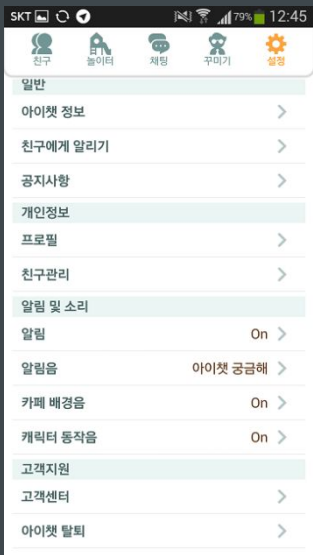 SKT 79% 12:45
친구 놀이터 채팅 꾸미기 설정
일반
아이챗 정보
친구에게 알리기
공지사항
개인정보
프로필
친구관리
알림 및 소리
알림 On
알림음 아이챗 궁금해
카페 배경음 On
캐릭터 동작음 On
고객지원
고객센터
아이챗 탈퇴